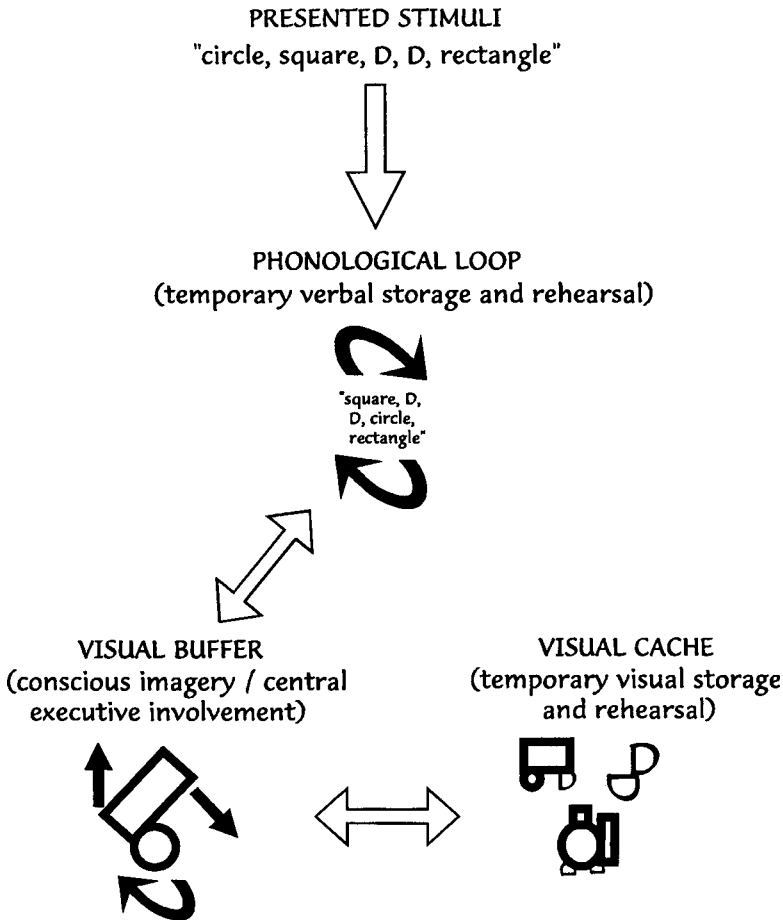 PRESENTED STIMULI
"circle, square, D, D, rectangle"
PHONOLOGICAL LOOP
(temporary verbal storage and rehearsal)
"square, D,
D, circle,
rectangle"
VISUAL BUFFER
(conscious imagery / central
executive involvement)
VISUAL CACHE
(temporary visual storage
and rehearsal)